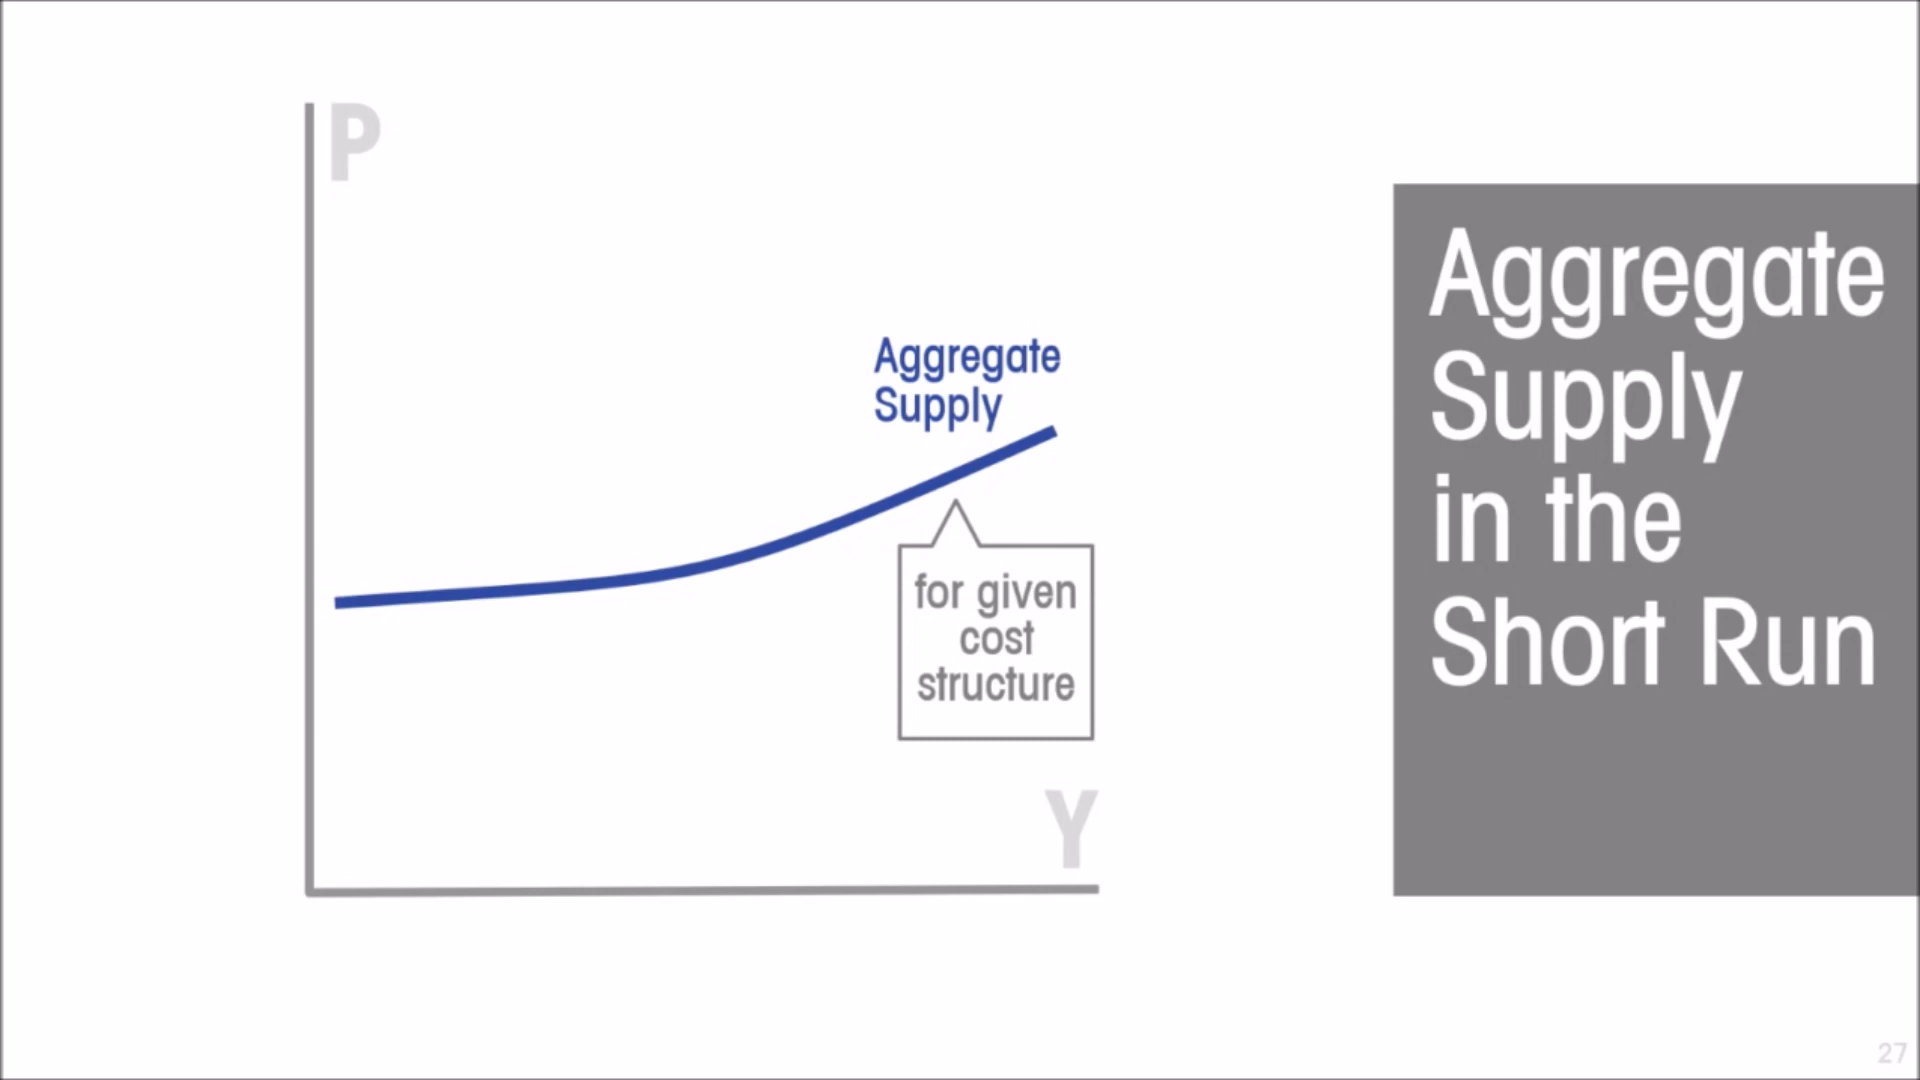 P
Aggregate
Supply
for given
cost
structure
Y
Aggregate
Supply
in the
Short Run
27